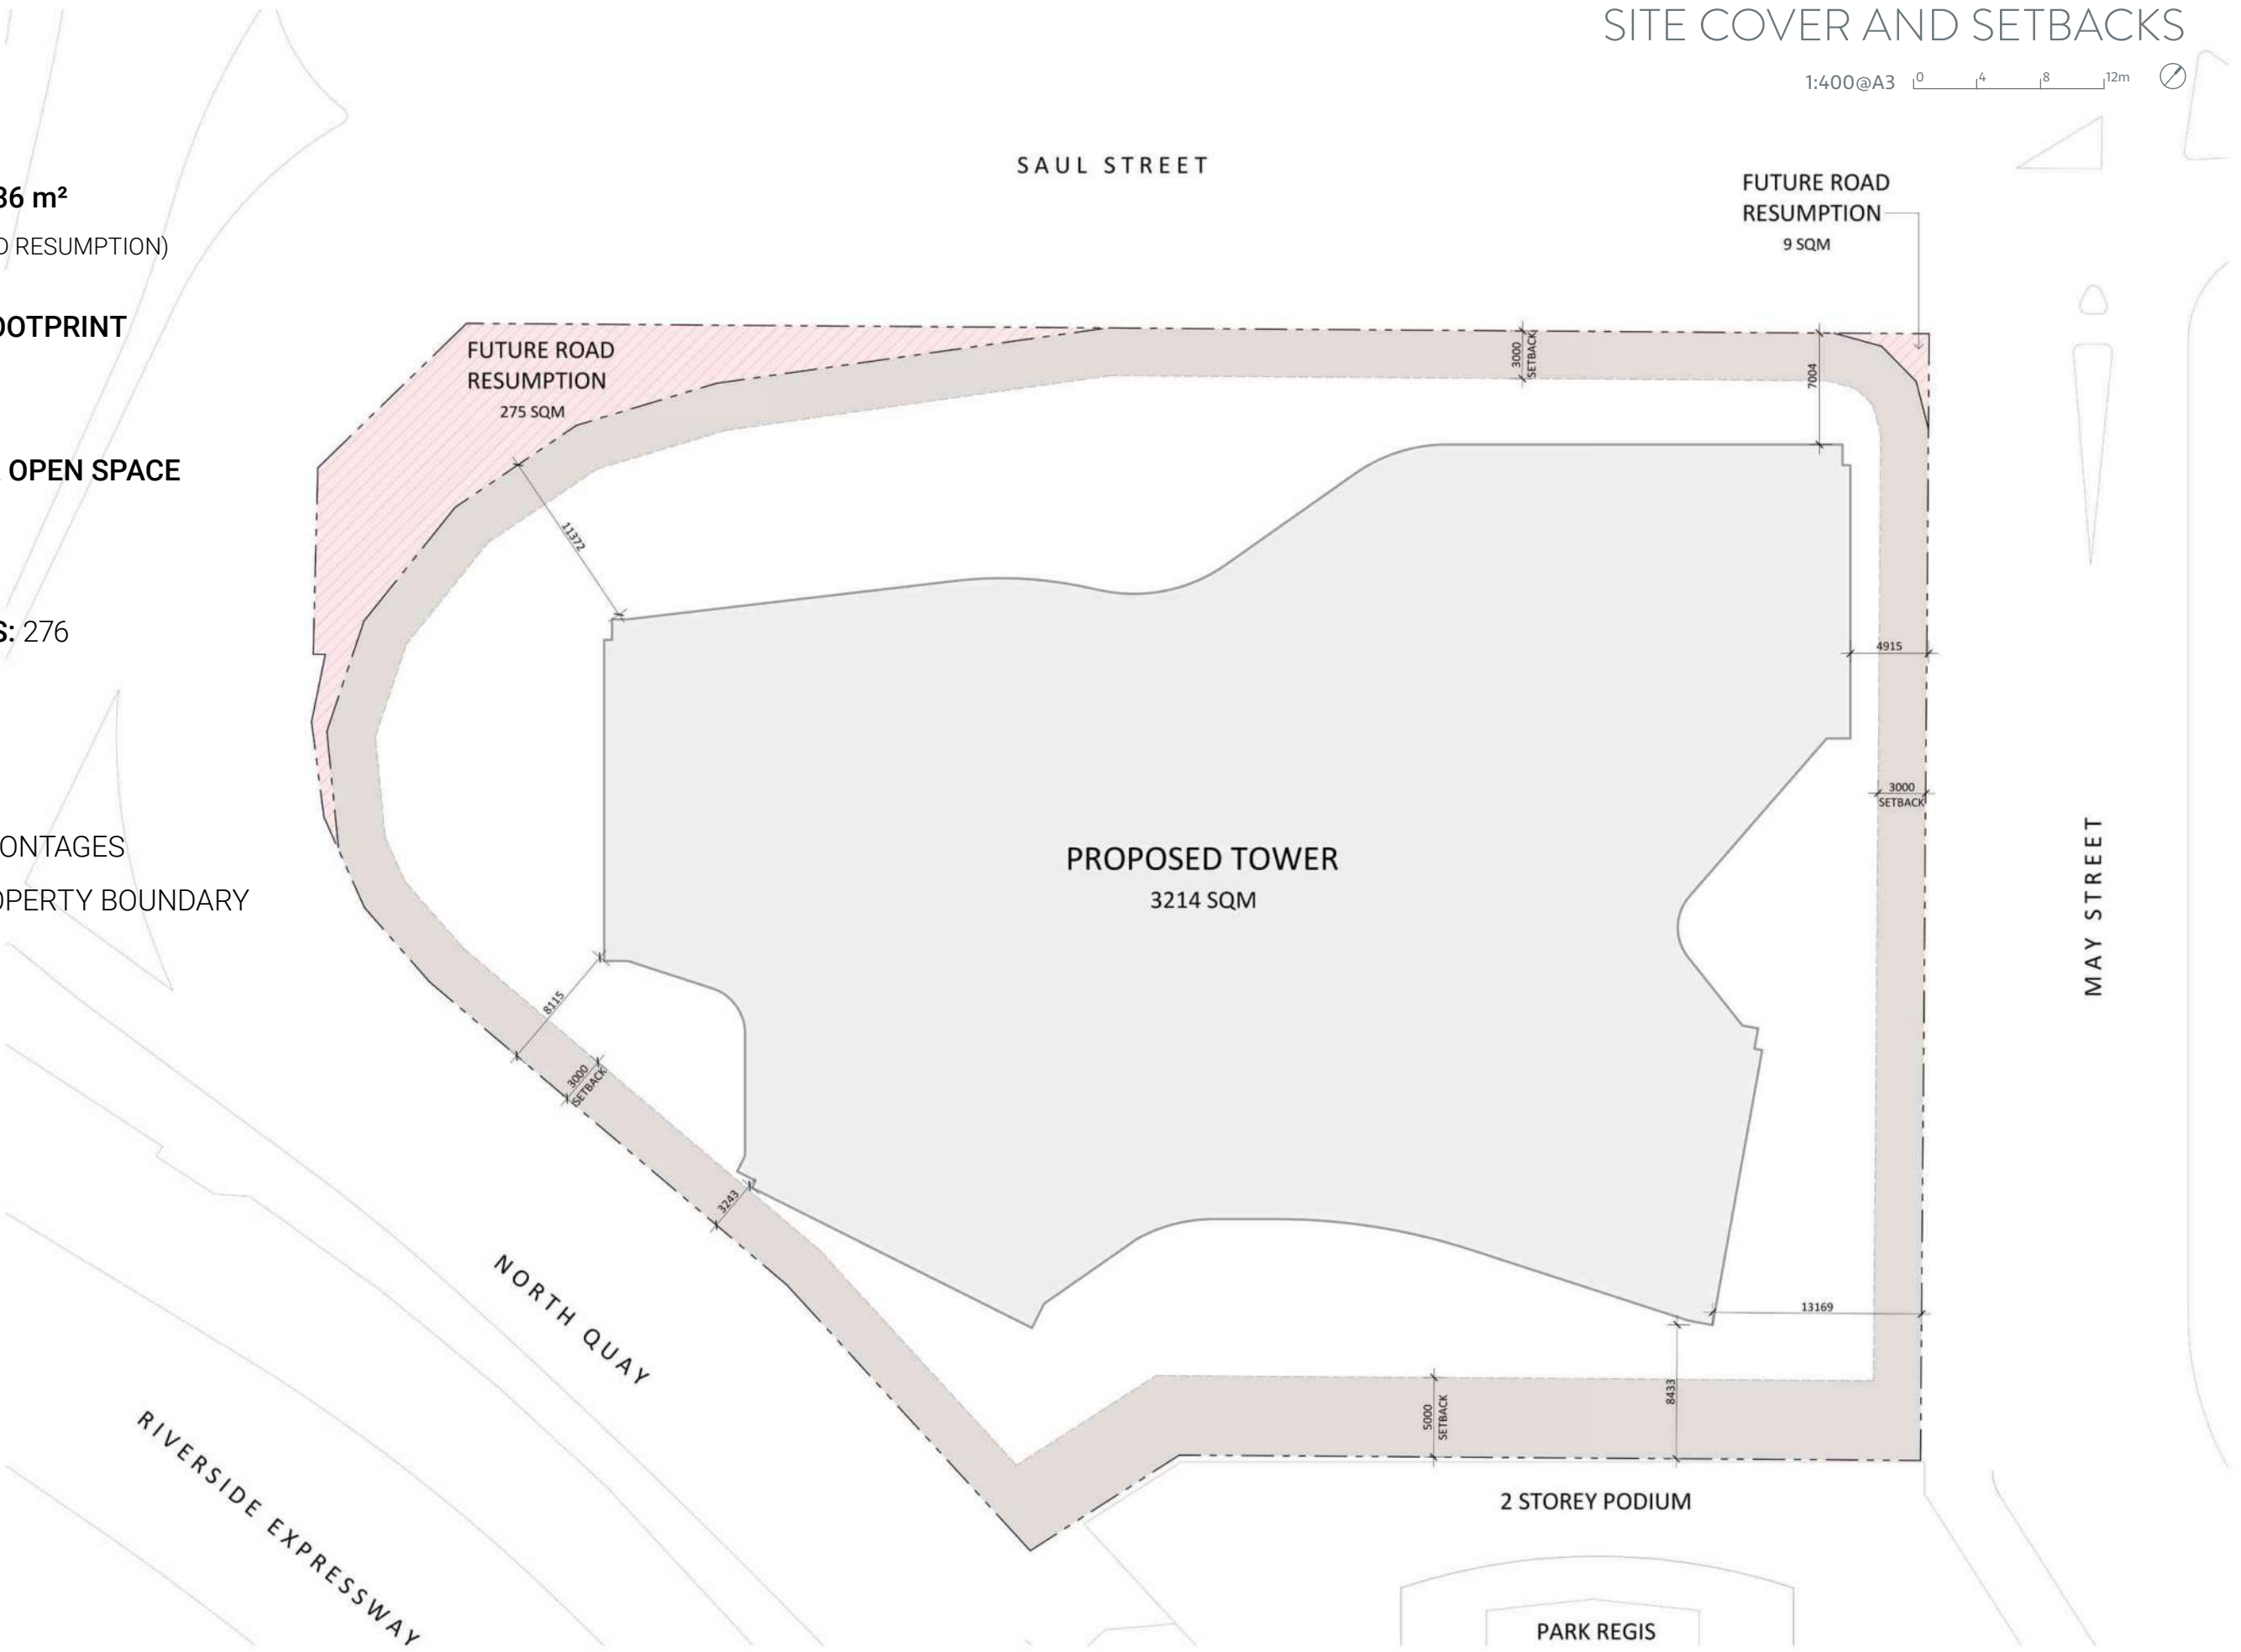 SITE COVER AND SETBACKS
1:400@A3
0 4 8 12m
SAUL STREET
36 m²
RESUMPTION)
FUTURE ROAD
RESUMPTION
9 SQM
OOTPRINT
FUTURE ROAD
RESUMPTION
275 SQM
3000
SETBACK
7004
OPEN SPACE
11372
S: 276
4915
3000
SETBACK
ONTAGES
PROPOSED TOWER
3214 SQM
OPERTY BOUNDARY
MAY STREET
8115
3000
SETBACK
3243
NORTH QUAY
13169
8433
5000
SETBACK
RIVERSIDE EXPRESSWAY
2 STOREY PODIUM
PARK REGIS